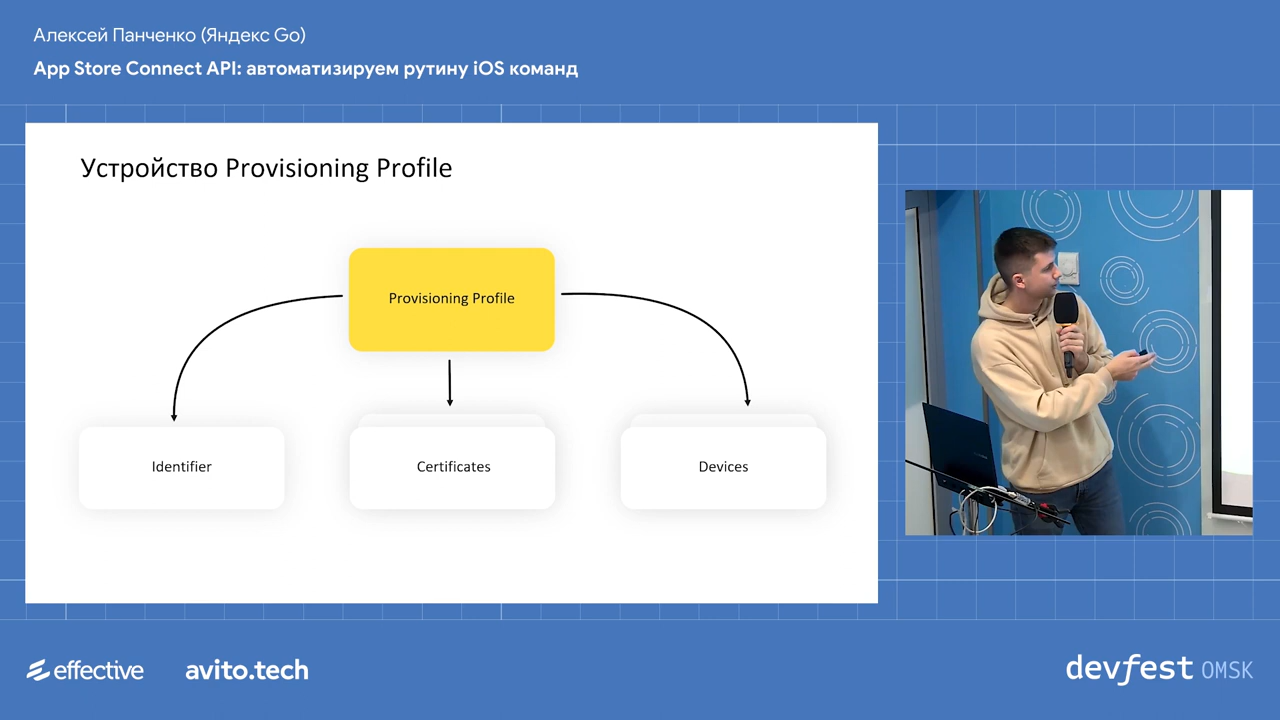 Алексей Панченко (Яндекс Go)
App Store Connect API: автоматизируем рутину iOS команд
Устройство Provisioning Profile
Provisioning Profile
Identifier
Certificates
Devices
effective
avito.tech
devfest OMSK